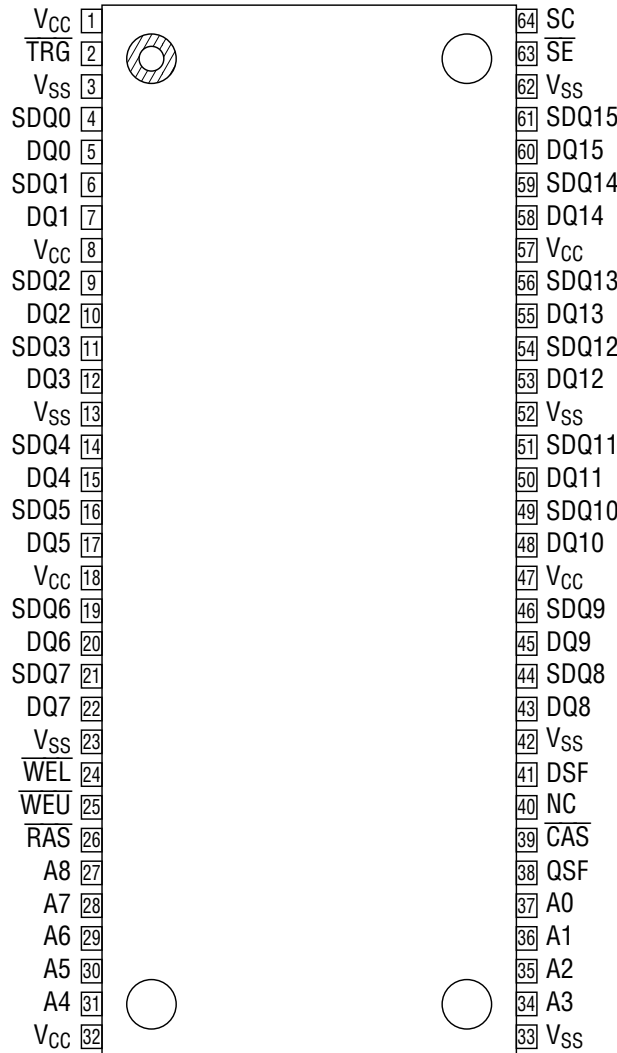 VCC 1 64 SC
TRG 2 63 SE
VSS 3 62 VSS
SDQ0 4 61 SDQ15
DQ0 5 60 DQ15
SDQ1 6 59 SDQ14
DQ1 7 58 DQ14
VCC 8 57 VCC
SDQ2 9 56 SDQ13
DQ2 10 55 DQ13
SDQ3 11 54 SDQ12
DQ3 12 53 DQ12
VSS 13 52 VSS
SDQ4 14 51 SDQ11
DQ4 15 50 DQ11
SDQ5 16 49 SDQ10
DQ5 17 48 DQ10
VCC 18 47 VCC
SDQ6 19 46 SDQ9
DQ6 20 45 DQ9
SDQ7 21 44 SDQ8
DQ7 22 43 DQ8
VSS 23 42 VSS
WEL 24 41 DSF
WEU 25 40 NC
RAS 26 39 CAS
A8 27 38 QSF
A7 28 37 A0
A6 29 36 A1
A5 30 35 A2
A4 31 34 A3
VCC 32 33 VSS